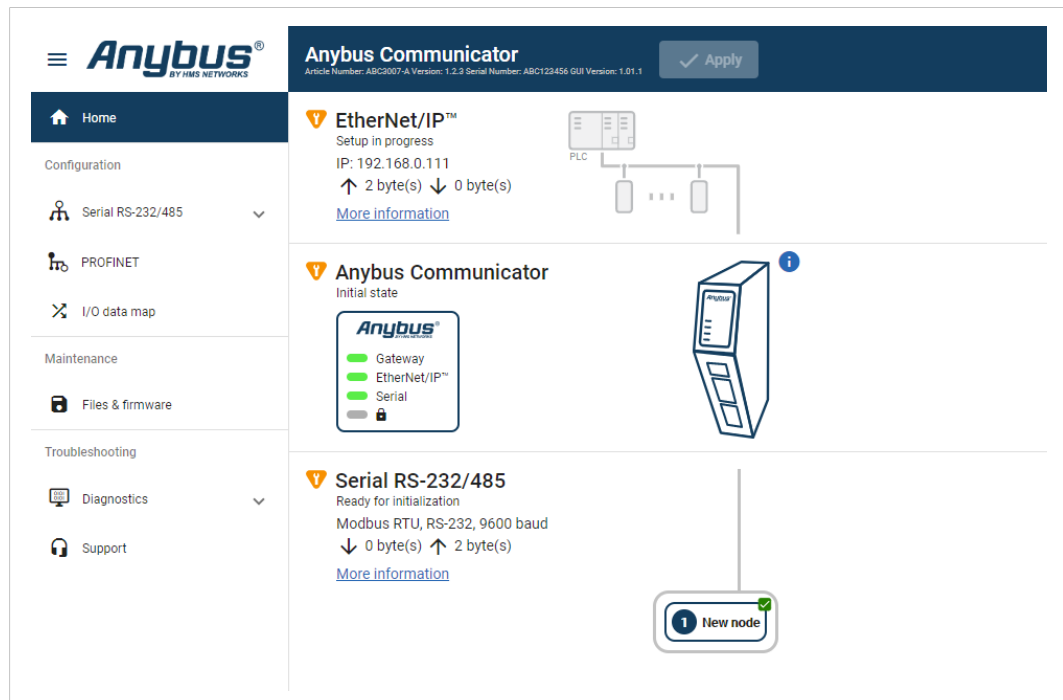 Anybus®
BY HMS NETWORKS
Anybus Communicator
Article Number: ABC3007-A Version: 1.2.3 Serial Number: ABC123456 GUI Version: 1.01.1
Apply
Home
Configuration
Serial RS-232/485
PROFINET
I/O data map
Maintenance
Files & firmware
Troubleshooting
Diagnostics
Support
EtherNet/IP™
Setup in progress
IP: 192.168.0.111
↑ 2 byte(s) ↓ 0 byte(s)
More information
PLC
Anybus Communicator
Initial state
Anybus®
BY HMS NETWORKS
Gateway
EtherNet/IP™
Serial
Anybus
i
Serial RS-232/485
Ready for initialization
Modbus RTU, RS-232, 9600 baud
↓ 0 byte(s) ↑ 2 byte(s)
More information
1 New node